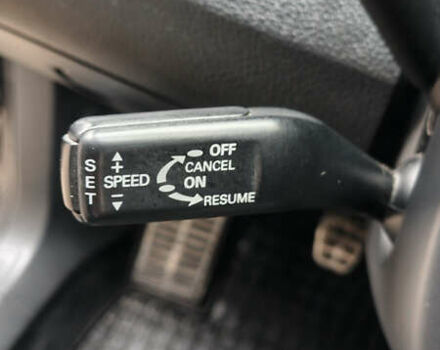 SET
+
SPEED
−
OFF
CANCEL
ON
RESUME